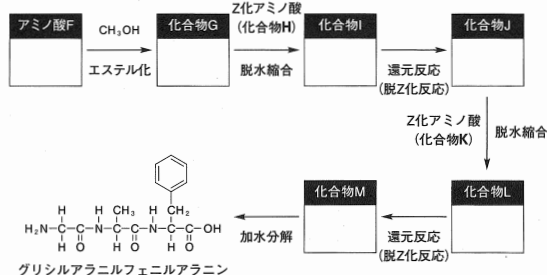 アミノ酸F
CH3OH
エステル化
化合物G
Z化アミノ酸
(化合物H)
脱水縮合
化合物I
還元反応
(脱Z化反応)
化合物J
Z化アミノ酸
(化合物K)
脱水縮合
化合物L
還元反応
(脱Z化反応)
化合物M
加水分解
H CH3 H CH2
H2N-C-C-N-C-C-N-C-C-OH
H O H O H O
グリシルアラニルフェニルアラニン